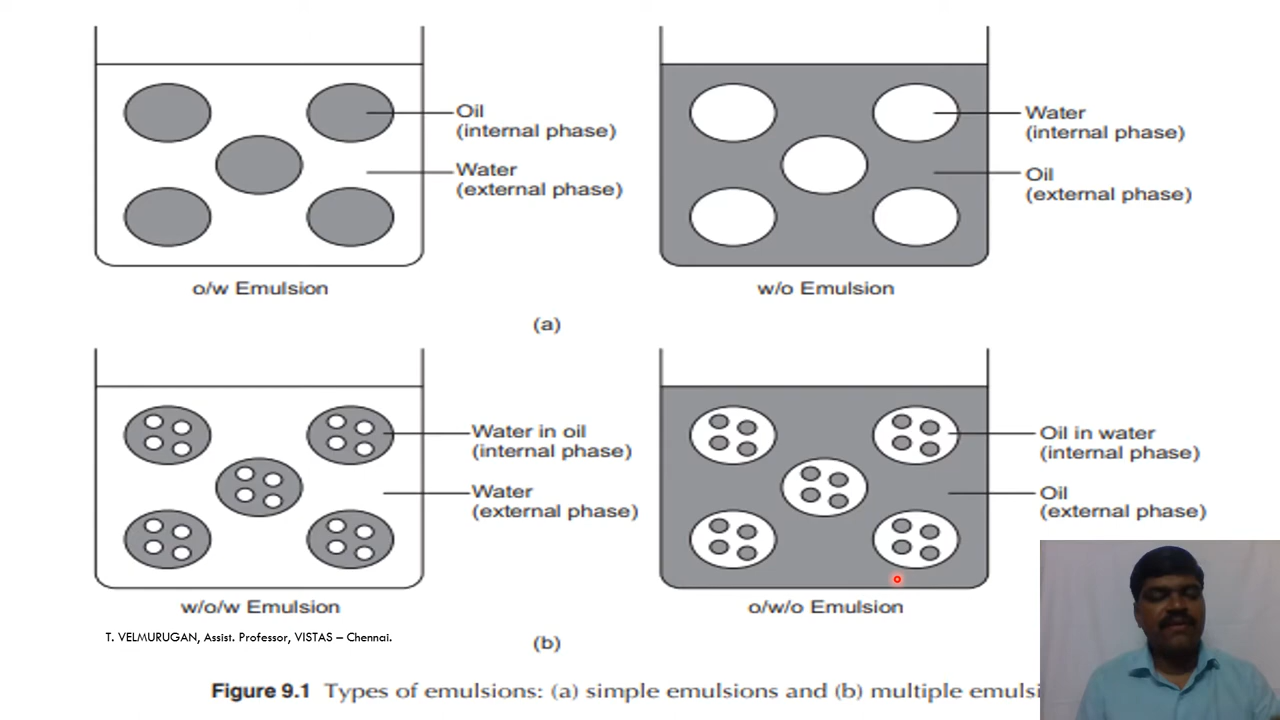 Oil
(internal phase)
Water
(external phase)
o/w Emulsion
Water
(internal phase)
Oil
(external phase)
w/o Emulsion
(a)
Water in oil
(internal phase)
Water
(external phase)
w/o/w Emulsion
Oil in water
(internal phase)
Oil
(external phase)
o/w/o Emulsion
T. VELMURUGAN, Assist. Professor, VISTAS – Chennai.
(b)
Figure 9.1 Types of emulsions: (a) simple emulsions and (b) multiple emulsi